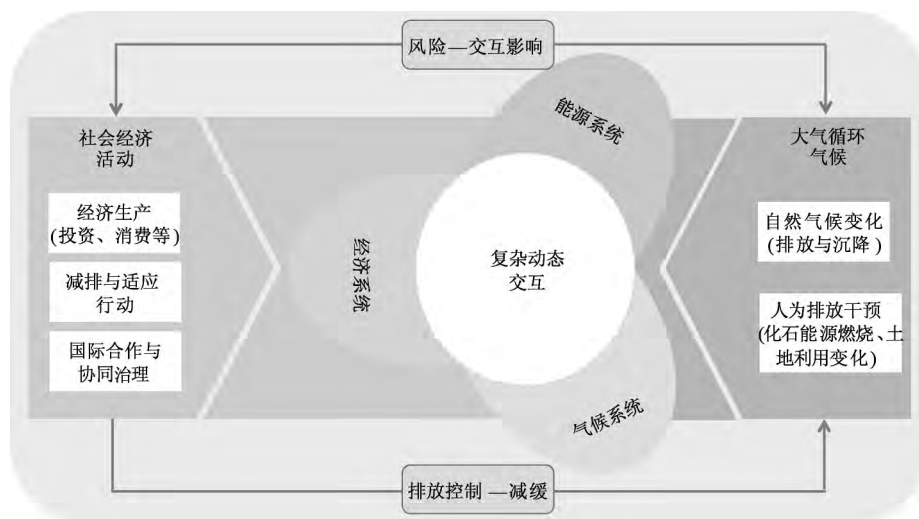 风险—交互影响
社会经济
活动
经济生产
(投资、消费等)
减排与适应
行动
国际合作与
协同治理
能源系统
经济系统
复杂动态
交互
气候系统
大气循环
气候
自然气候变化
(排放与沉降)
人为排放干预
(化石能源燃烧、土
地利用变化)
排放控制—减缓